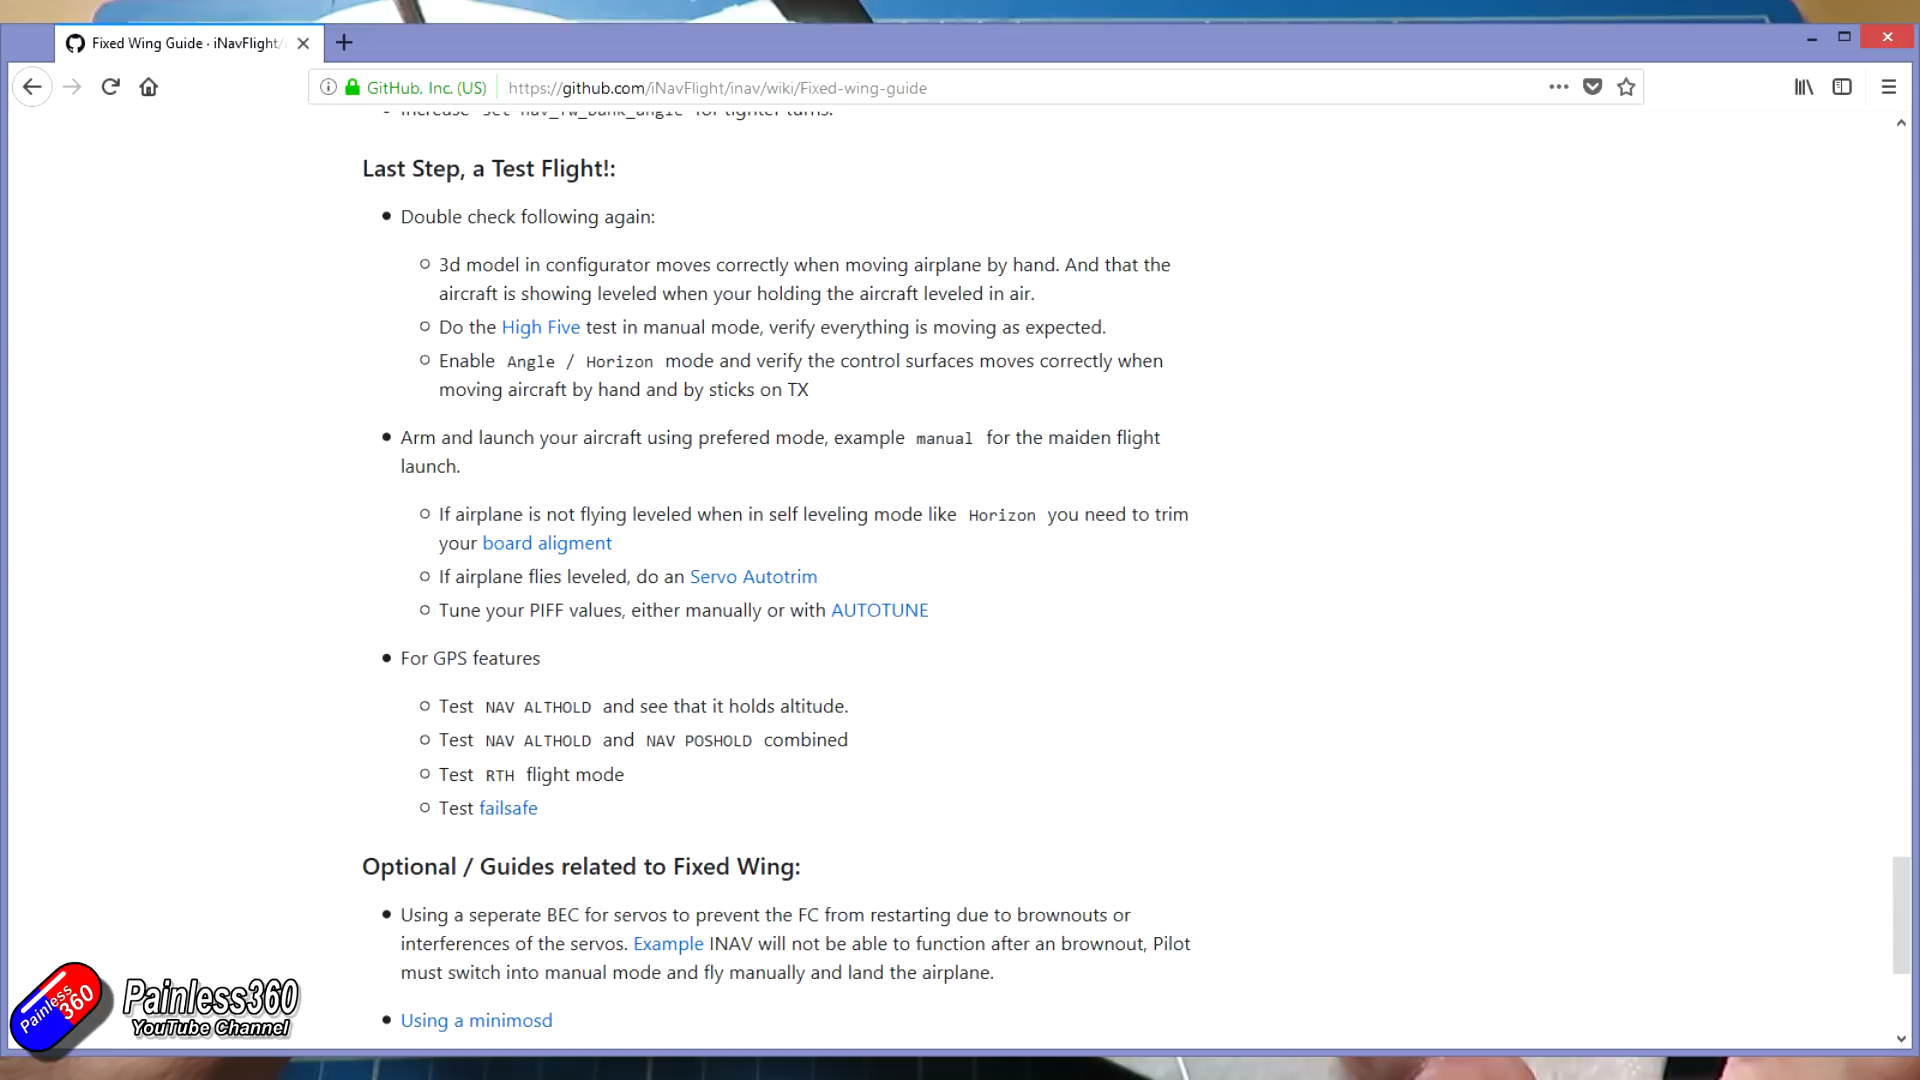 Fixed Wing Guide · iNavFlight/
GitHub, Inc. (US)
https://github.com/iNavFlight/inav/wiki/Fixed-wing-guide
Increase set nav_fw_bank_angle for tighter turns.
Last Step, a Test Flight!:
Double check following again:
3d model in configurator moves correctly when moving airplane by hand. And that the
aircraft is showing leveled when your holding the aircraft leveled in air.
Do the High Five test in manual mode, verify everything is moving as expected.
Enable Angle / Horizon mode and verify the control surfaces moves correctly when
moving aircraft by hand and by sticks on TX
Arm and launch your aircraft using prefered mode, example manual for the maiden flight
launch.
If airplane is not flying leveled when in self leveling mode like Horizon you need to trim
your board aligment
If airplane flies leveled, do an Servo Autotrim
Tune your PIFF values, either manually or with AUTOTUNE
For GPS features
Test NAV ALTHOLD and see that it holds altitude.
Test NAV ALTHOLD and NAV POSHOLD combined
Test RTH flight mode
Test failsafe
Optional / Guides related to Fixed Wing:
Using a seperate BEC for servos to prevent the FC from restarting due to brownouts or
interferences of the servos. Example INAV will not be able to function after an brownout, Pilot
must switch into manual mode and fly manually and land the airplane.
Using a minimosd
Painless
360
Painless360
YouTube Channel